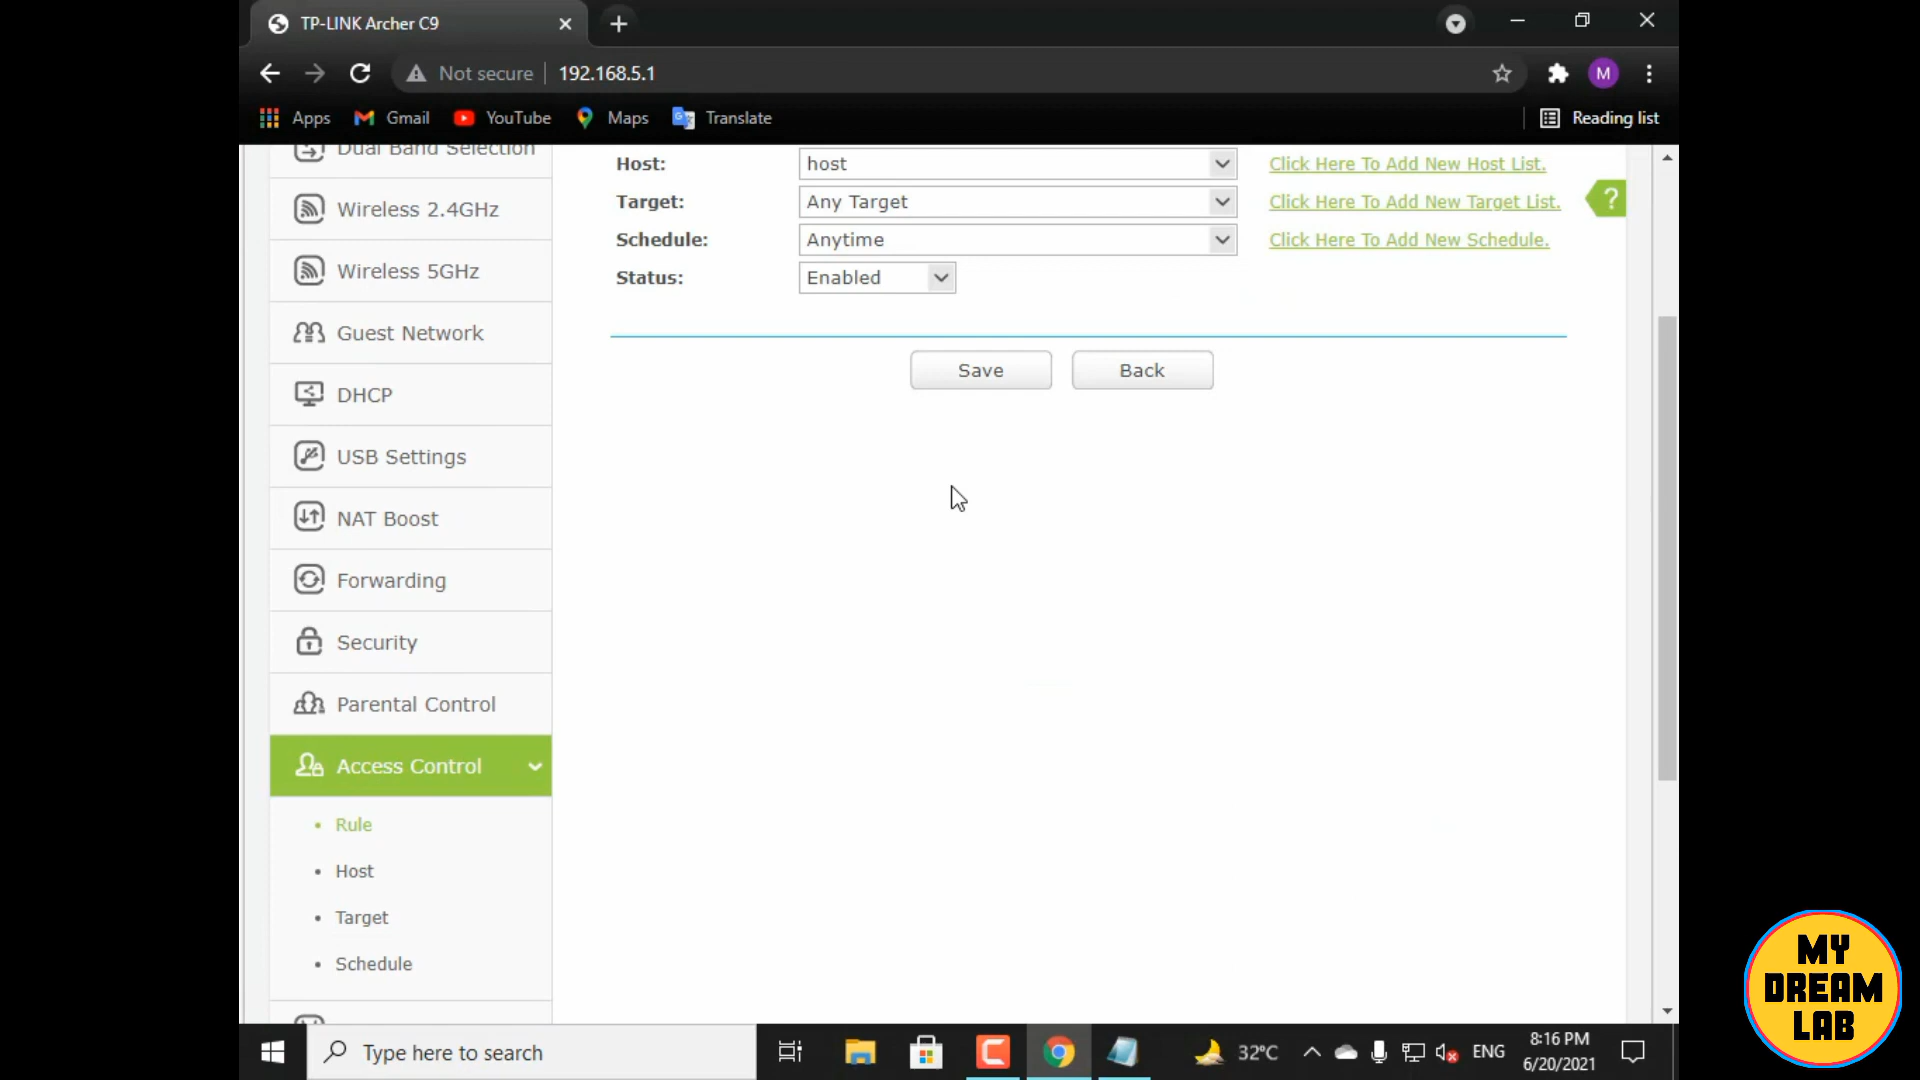 TP-LINK Archer C9
Not secure 192.168.5.1
Apps Gmail YouTube Maps Translate Reading list
Dual Band Selection
Wireless 2.4GHz
Wireless 5GHz
Guest Network
DHCP
USB Settings
NAT Boost
Forwarding
Security
Parental Control
Access Control
Rule
Host
Target
Schedule
Host: host Click Here To Add New Host List.
Target: Any Target Click Here To Add New Target List.
Schedule: Anytime Click Here To Add New Schedule.
Status: Enabled
?
Save Back
M
Type here to search
32°C
ENG
8:16 PM
6/20/2021
MY
DREAM
LAB